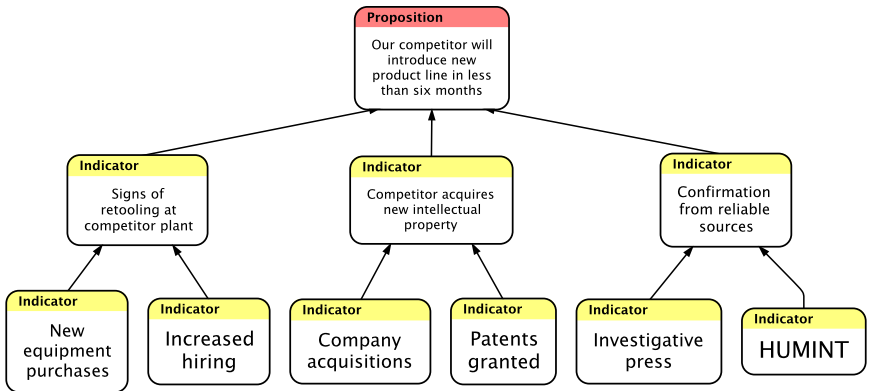 Proposition
Our competitor will
introduce new
product line in less
than six months
Indicator
Signs of
retooling at
competitor plant
Indicator
Competitor acquires
new intellectual
property
Indicator
Confirmation
from reliable
sources
Indicator
New
equipment
purchases
Indicator
Increased
hiring
Indicator
Company
acquisitions
Indicator
Patents
granted
Indicator
Investigative
press
Indicator
HUMINT